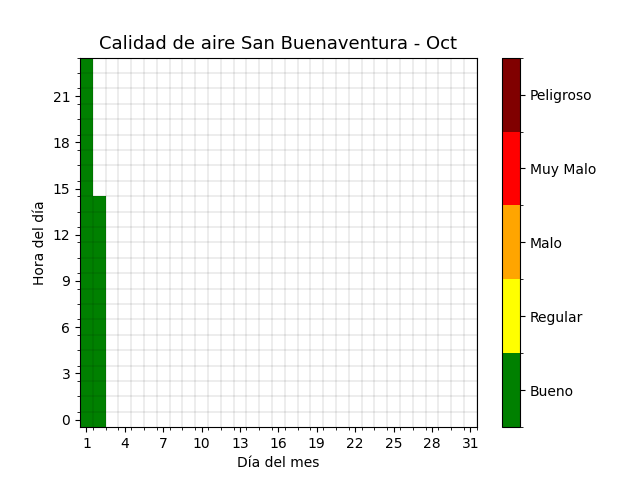 Calidad de aire San Buenaventura - Oct
Hora del día
21
18
15
12
9
6
3
0
1 4 7 10 13 16 19 22 25 28 31
Día del mes
Peligroso
Muy Malo
Malo
Regular
Bueno